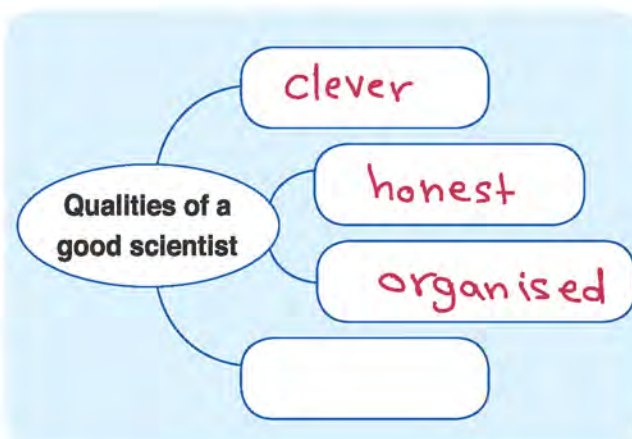 clever
honest
Qualities of a
good scientist
organised